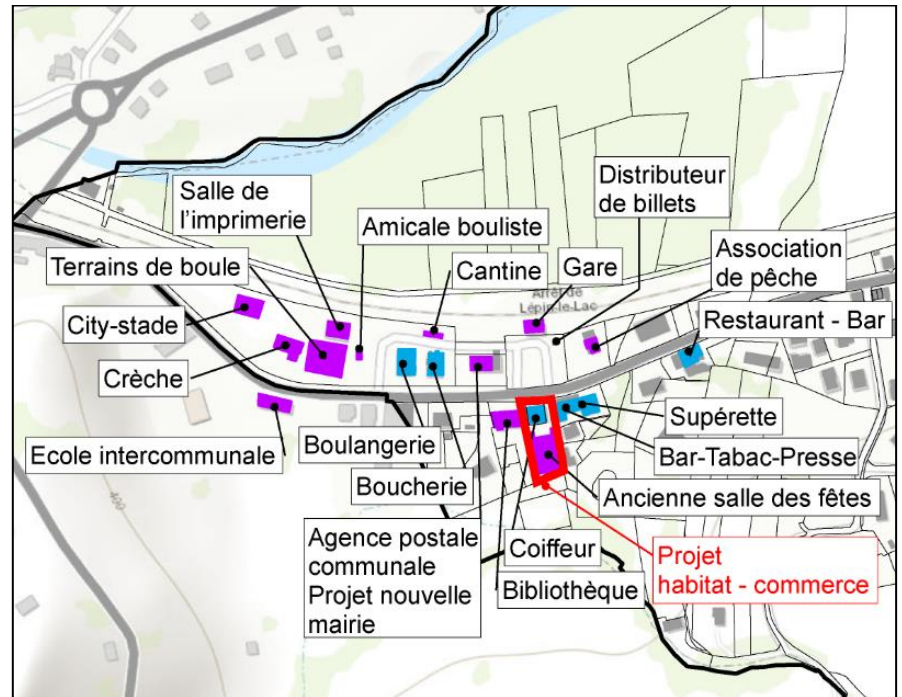 Salle de
l'imprimerie
Amicale bouliste
Distributeur
de billets
Terrains de boule
Cantine
Gare
Association
de pêche
Arrêt de
Lépin-le-Lac
City-stade
Restaurant - Bar
Crèche
Ecole intercommunale
Boulangerie
Boucherie
Supérette
Bar-Tabac-Presse
Ancienne salle des fêtes
Agence postale
communale
Projet nouvelle
mairie
Coiffeur
Bibliothèque
Projet
habitat - commerce
400